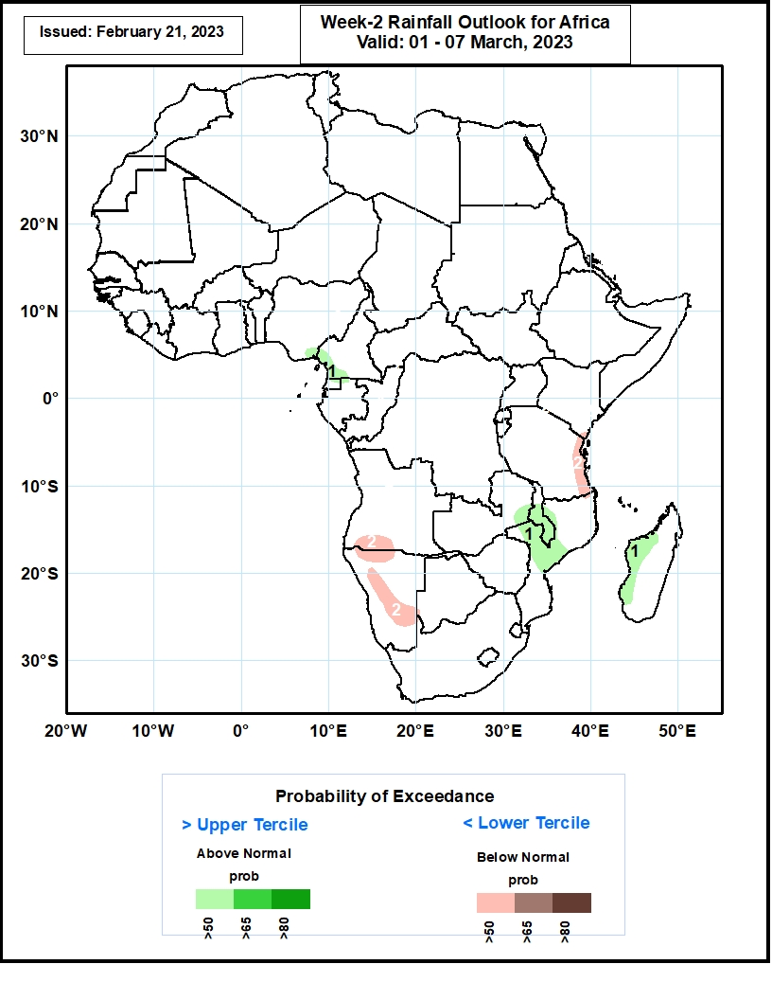 Issued: February 21, 2023
Week-2 Rainfall Outlook for Africa
Valid: 01 - 07 March, 2023
30°N
20°N
10°N
1
0°
2
10°S
1
2
1
20°S
2
30°S
20°W 10°W 0° 10°E 20°E 30°E 40°E 50°E
Probability of Exceedance
> Upper Tercile
Above Normal
prob
>50 >65 >80
< Lower Tercile
Below Normal
prob
>50 >65 >80